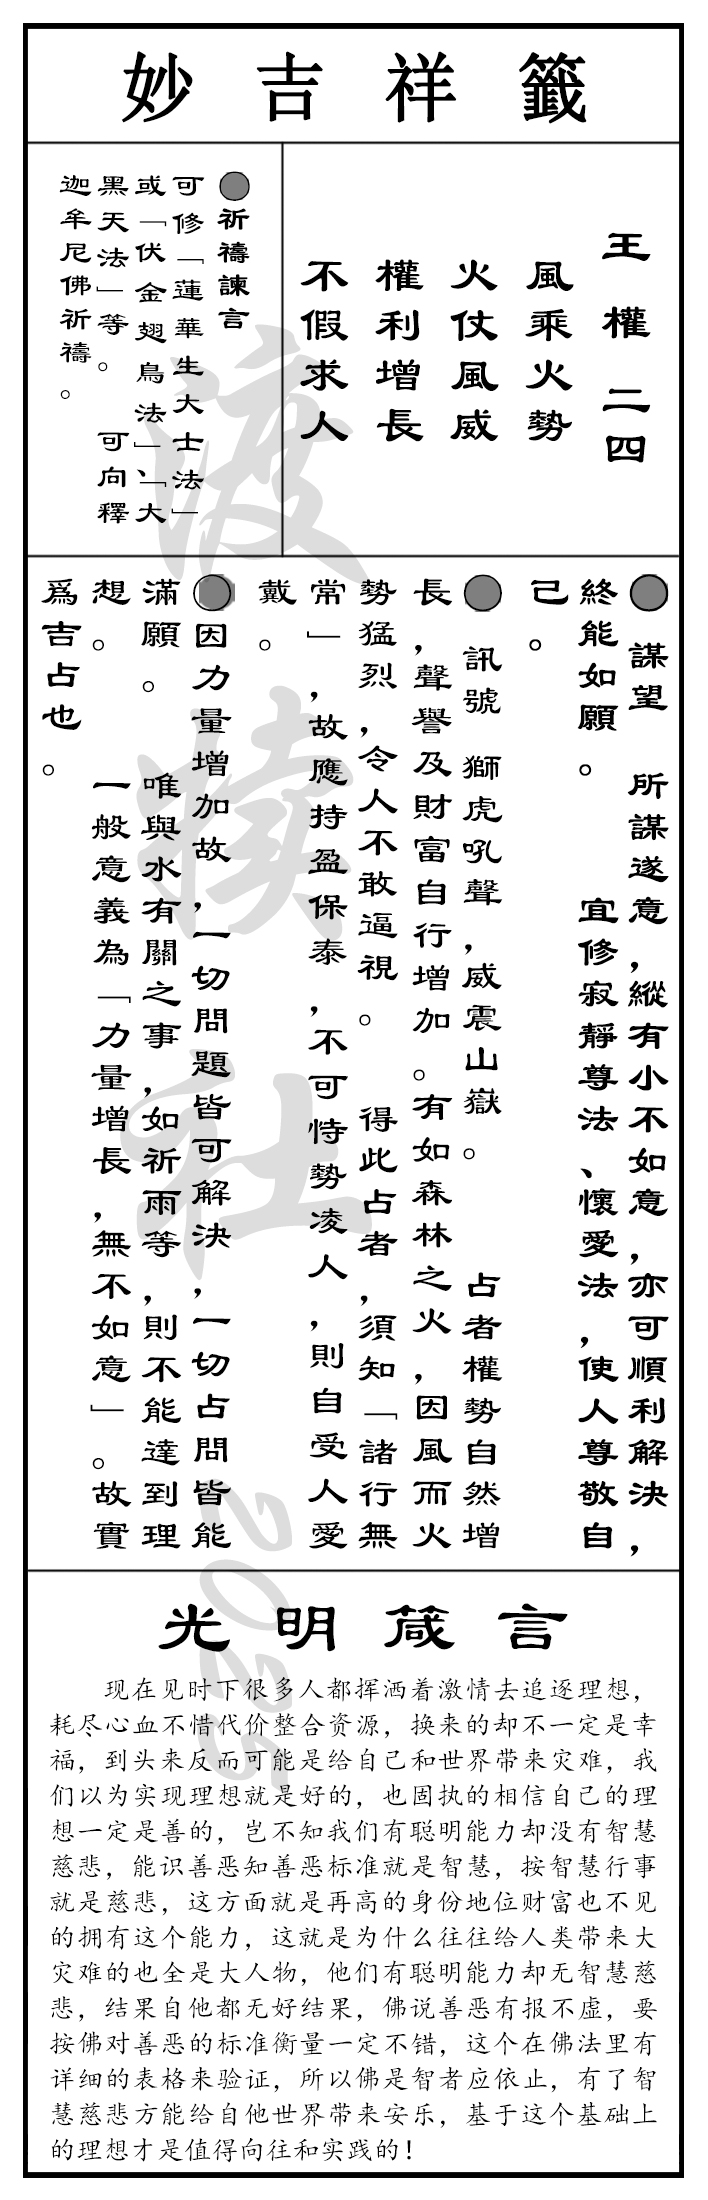 妙吉祥籤
王權 二四
風乘火勢
火仗風威
權利增長
不假求人
●祈禱諫言
可修「蓮華生大士法」
或「伏金翅鳥法」、「大
黑天法」等。 可向釋
迦牟尼佛祈禱。
● 謀望 所謀遂意，縱有小不如意，亦可順利解決，
終能如願。 宜修寂靜尊法、懷愛法，使人尊敬自
己。
● 訊號 獅虎吼聲，威震山嶽。 占者權勢自然增
長，聲譽及財富自行增加。有如森林之火，因風而火
勢猛烈，令人不敢逼視。 得此占者，須知「諸行無
常」，故應持盈保泰，不可恃勢凌人，則自受人愛
戴。
●因力量增加故，一切問題皆可解決，一切占問皆能
滿願。 唯與水有關之事，如祈雨等，則不能達到理
想。 一般意義為「力量增長，無不如意」。故實
爲吉占也。
光明箴言
现在见时下很多人都挥洒着激情去追逐理想，
耗尽心血不惜代价整合资源，换来的却不一定是幸
福，到头来反而可能是给自己和世界带来灾难，我
们以为实现理想就是好的，也固执的相信自己的理
想一定是善的，岂不知我们有聪明能力却没有智慧
慈悲，能识善恶知善恶标准就是智慧，按智慧行事
就是慈悲，这方面就是再高的身份地位财富也不见
的拥有这个能力，这就是为什么往往给人类带来大
灾难的也全是大人物，他们有聪明能力却无智慧慈
悲，结果自他都无好结果，佛说善恶有报不虚，要
按佛对善恶的标准衡量一定不错，这个在佛法里有
详细的表格来验证，所以佛是智者应依止，有了智
慧慈悲方能给自他世界带来安乐，基于这个基础上
的理想才是值得向往和实践的！
渡犊社2025